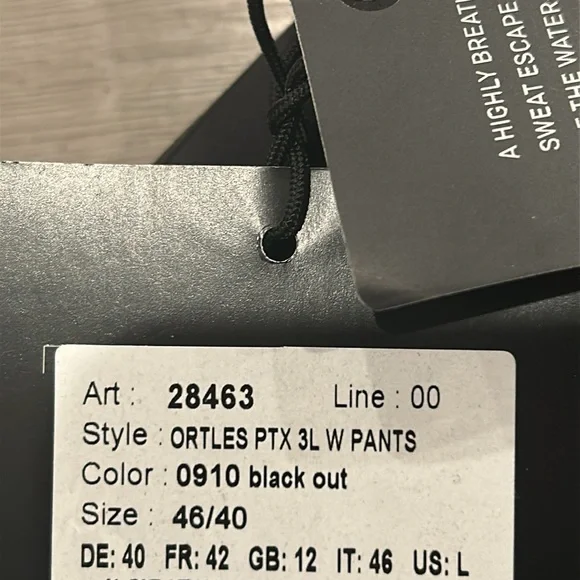 A HIGHLY
SWEAT ESCAPE
THE WATER
Art : 28463 Line : 00
Style : ORTLES PTX 3L W PANTS
Color : 0910 black out
Size : 46/40
DE: 40 FR: 42 GB: 12 IT: 46 US: L